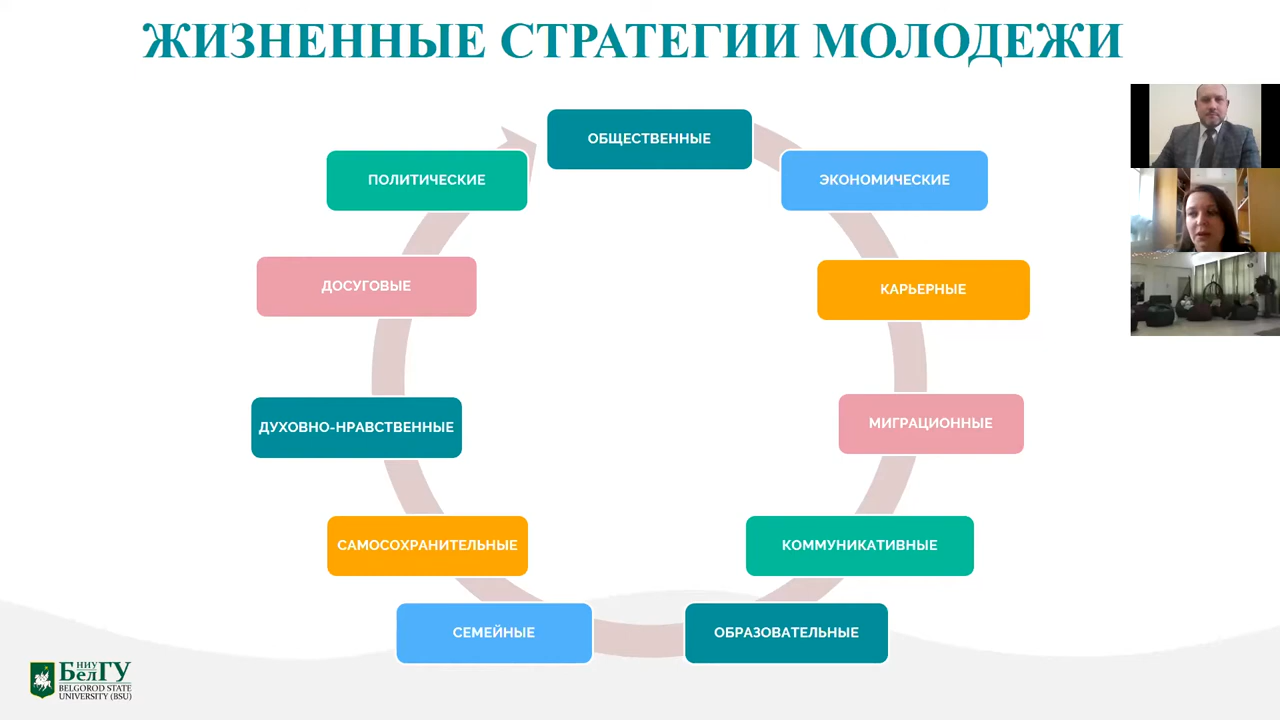 ЖИЗНЕННЫЕ СТРАТЕГИИ МОЛОДЕЖИ
ОБЩЕСТВЕННЫЕ
ЭКОНОМИЧЕСКИЕ
КАРЬЕРНЫЕ
МИГРАЦИОННЫЕ
КОММУНИКАТИВНЫЕ
ОБРАЗОВАТЕЛЬНЫЕ
СЕМЕЙНЫЕ
САМОСОХРАНИТЕЛЬНЫЕ
ДУХОВНО-НРАВСТВЕННЫЕ
ДОСУГОВЫЕ
ПОЛИТИЧЕСКИЕ
НИУ
БелГУ
BELGOROD STATE
UNIVERSITY (BSU)